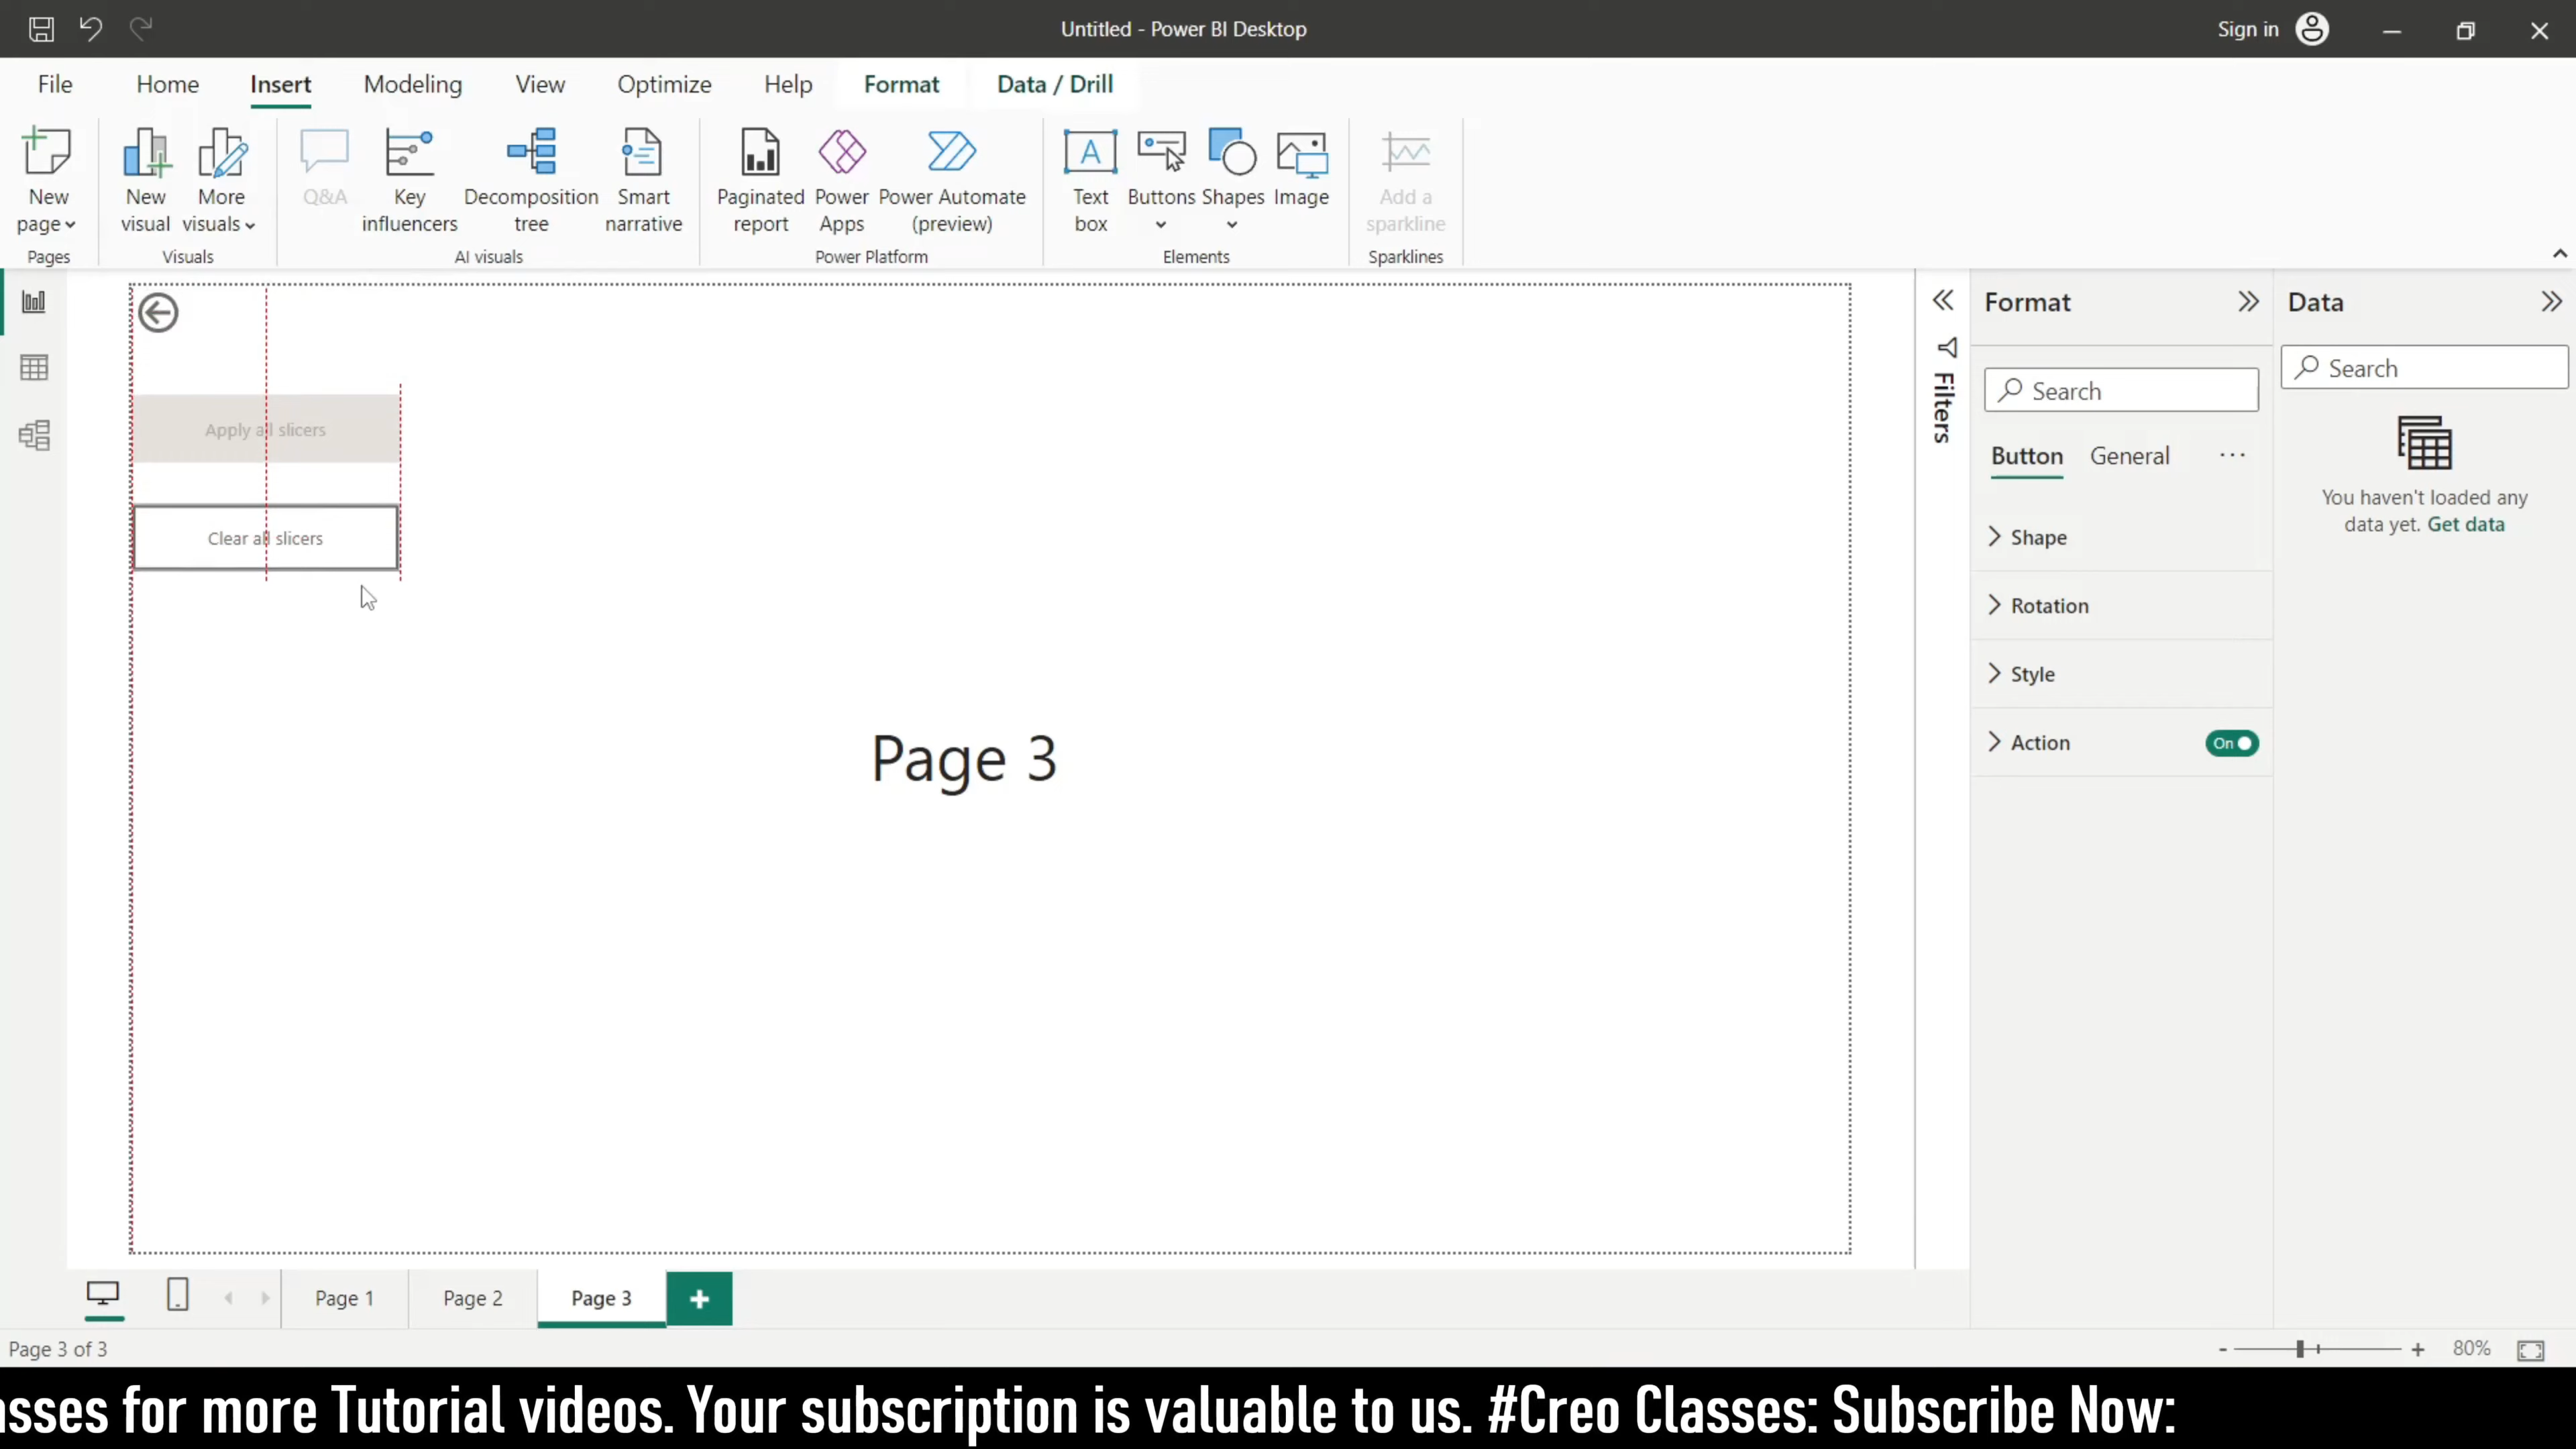 Untitled - Power BI Desktop
Sign in
File Home Insert Modeling View Optimize Help Format Data / Drill
New page
New visual
More visuals
Q&A
Key influencers
Decomposition tree
Smart narrative
Paginated report
Power Apps
Power Automate (preview)
Text box
Buttons
Shapes
Image
Add a sparkline
Pages Visuals AI visuals Power Platform Elements Sparklines
Apply all slicers
Clear all slicers
Page 3
Filters
Format
Search
Button General ...
Shape
Rotation
Style
Action On
Data
Search
You haven't loaded any
data yet. Get data
Page 1 Page 2 Page 3 +
Page 3 of 3
- + 80%
asses for more Tutorial videos. Your subscription is valuable to us. #Creo Classes: Subscribe Now: